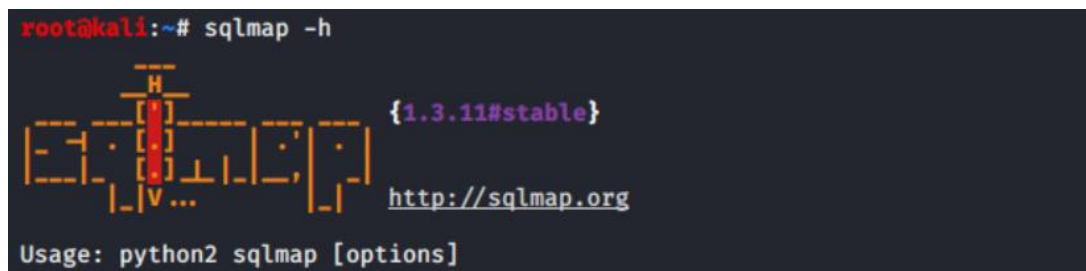 root@kali:~# sqlmap -h
{1.3.11#stable}
http://sqlmap.org
Usage: python2 sqlmap [options]